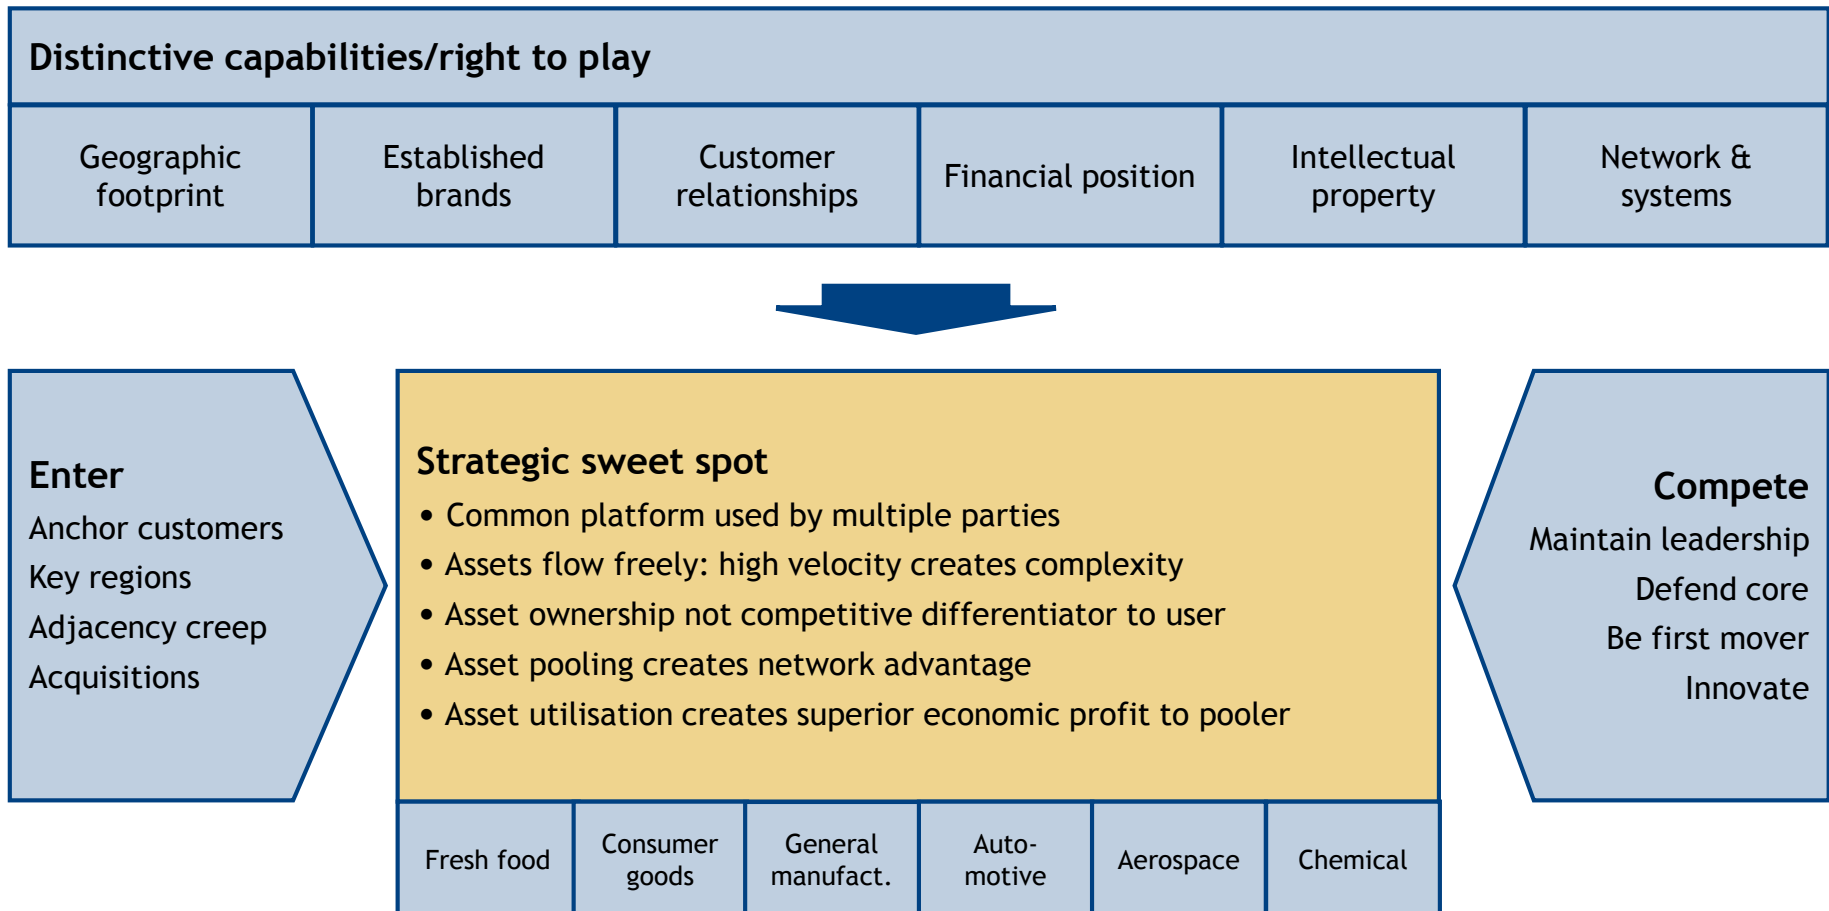 Distinctive capabilities/right to play
Geographic
footprint
Established
brands
Customer
relationships
Financial position
Intellectual
property
Network &
systems
Enter
Anchor customers
Key regions
Adjacency creep
Acquisitions
Strategic sweet spot
• Common platform used by multiple parties
• Assets flow freely: high velocity creates complexity
• Asset ownership not competitive differentiator to user
• Asset pooling creates network advantage
• Asset utilisation creates superior economic profit to pooler
Compete
Maintain leadership
Defend core
Be first mover
Innovate
Fresh food
Consumer
goods
General
manufact.
Auto-
motive
Aerospace
Chemical